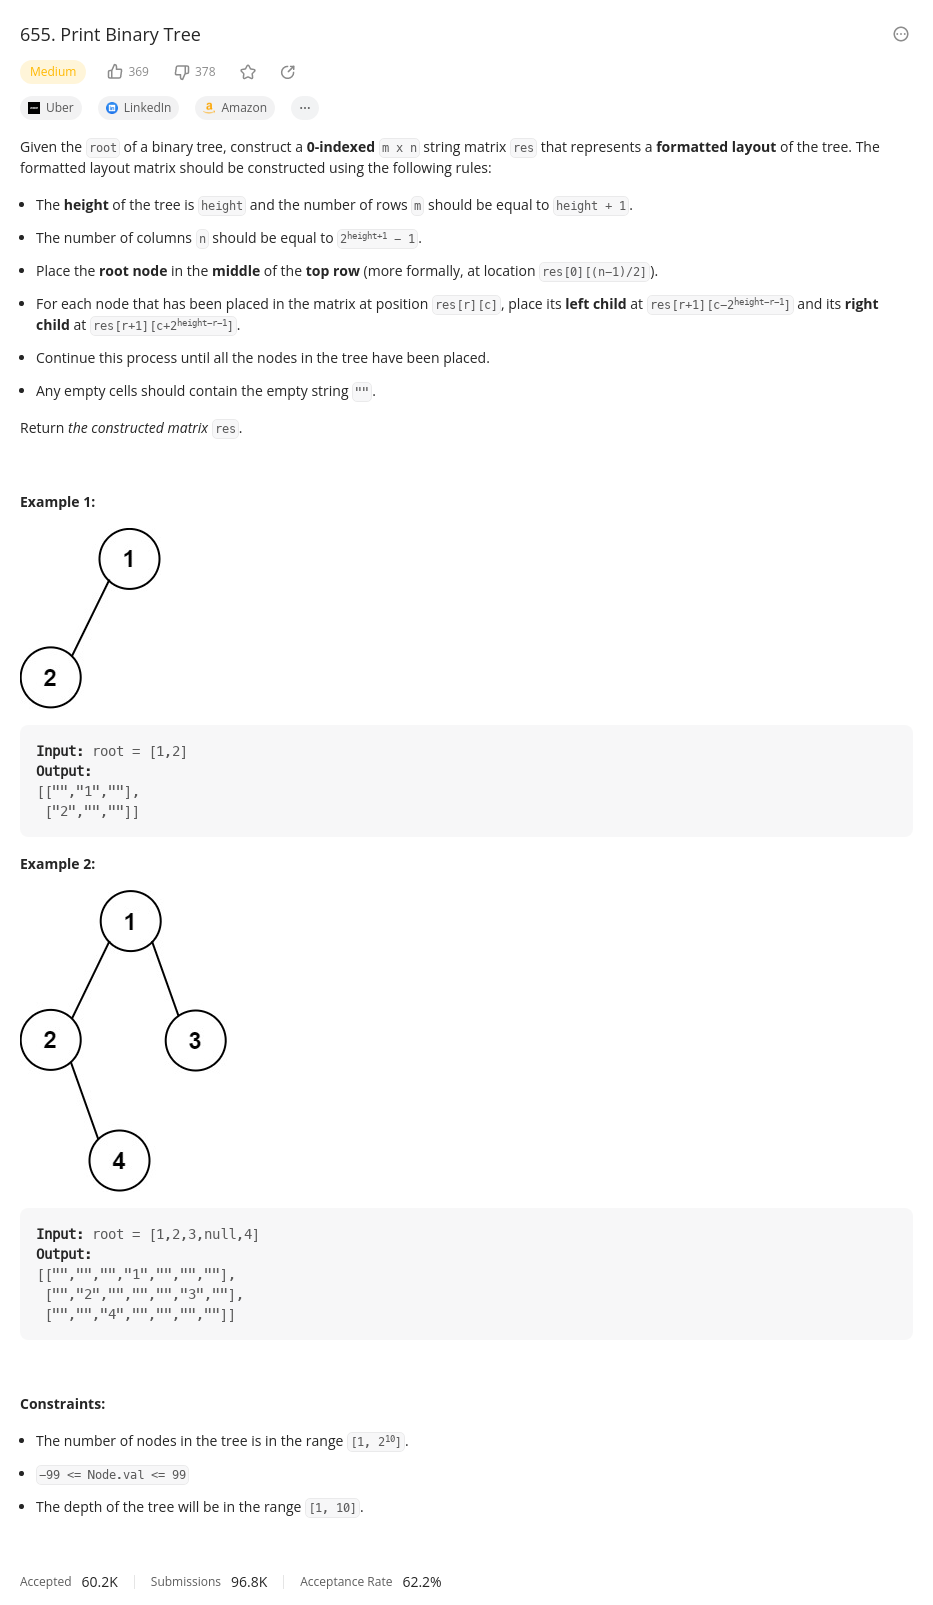 655. Print Binary Tree
Medium 369 378
Uber LinkedIn Amazon ...
Given the root of a binary tree, construct a 0-indexed m x n string matrix res that represents a formatted layout of the tree. The
formatted layout matrix should be constructed using the following rules:
• The height of the tree is height and the number of rows m should be equal to height + 1.
• The number of columns n should be equal to 2^height+1 − 1.
• Place the root node in the middle of the top row (more formally, at location res[0][(n−1)/2]).
• For each node that has been placed in the matrix at position res[r][c], place its left child at res[r+1][c−2^height−r−1] and its right
child at res[r+1][c+2^height−r−1].
• Continue this process until all the nodes in the tree have been placed.
• Any empty cells should contain the empty string "".
Return the constructed matrix res.
Example 1:
1
2
Input: root = [1,2]
Output:
[["","1",""],
["2","",""]]
Example 2:
1
2 3
4
Input: root = [1,2,3,null,4]
Output:
[["","","","1","","",""],
["","2","","","","3",""],
["","","4","","","",""]]
Constraints:
• The number of nodes in the tree is in the range [1, 2^10].
• −99 <= Node.val <= 99
• The depth of the tree will be in the range [1, 10].
Accepted 60.2K Submissions 96.8K Acceptance Rate 62.2%